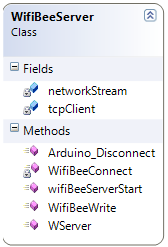 WifiBeeServer
Class
Fields
networkStream
tcpClient
Methods
Arduino_Disconnect
WifiBeeConnect
wifiBeeServerStart
WifiBeeWrite
WServer